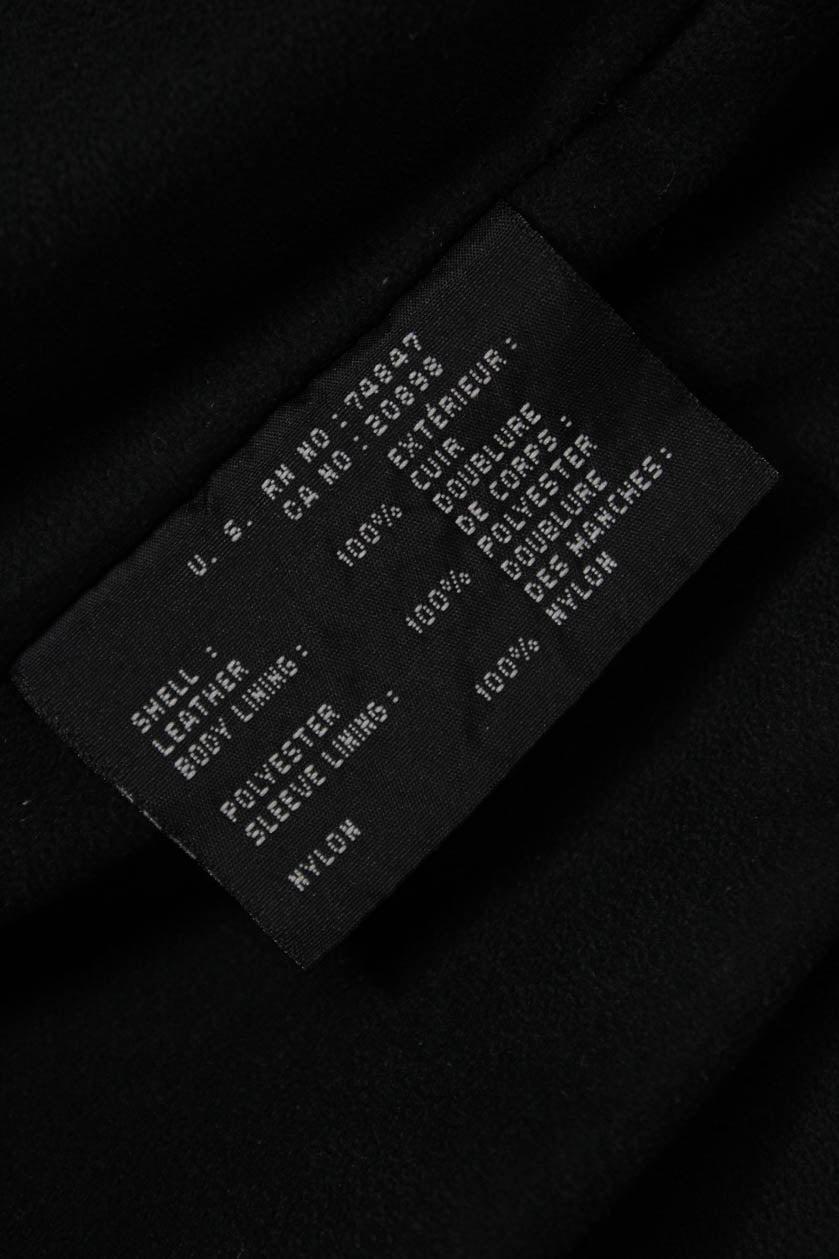 U. S. RN NO : 74847
CA NO : 20898
SHELL : 100% EXTÉRIEUR :
LEATHER CUIR
BODY LINING : DOUBLURE
DE CORPS :
POLYESTER 100% POLYESTER
SLEEVE LINING : DOUBLURE
DES MANCHES :
NYLON 100% NYLON